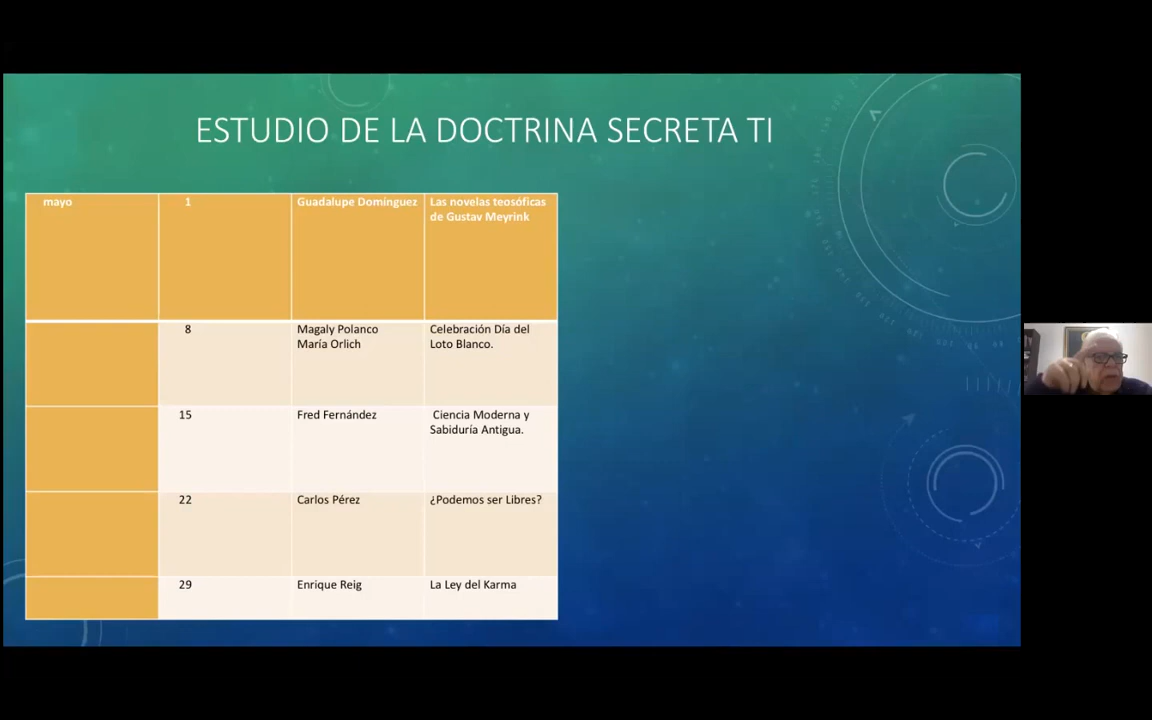 ESTUDIO DE LA DOCTRINA SECRETA TI
mayo 1 Guadalupe Dominguez Las novelas teosóficas
de Gustav Meyrink
8 Magaly Polanco Celebración Día del
María Orlich Loto Blanco.
15 Fred Fernández Ciencia Moderna y
Sabiduría Antigua.
22 Carlos Pérez ¿Podemos ser Libres?
29 Enrique Reig La Ley del Karma